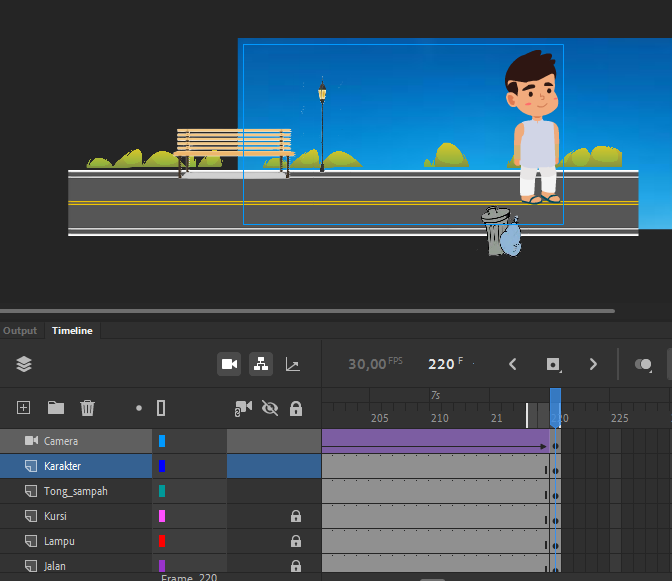 Output Timeline
30,00 FPS 220 F
7s
205 210 21 20 225
Camera
Karakter
Tong_sampah
Kursi
Lampu
Jalan
Frame 220